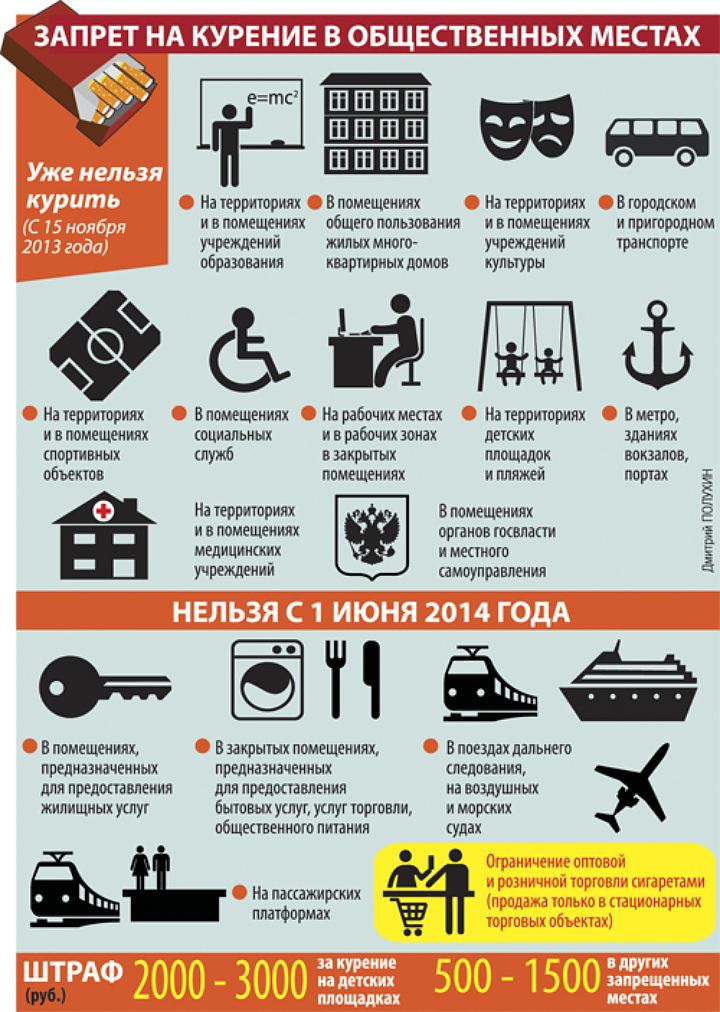 ЗАПРЕТ НА КУРЕНИЕ В ОБЩЕСТВЕННЫХ МЕСТАХ
Уже нельзя
курить
(С 15 ноября
2013 года)
e=mc²
На территориях
и в помещениях
учреждений
образования
В помещениях
общего пользования
жилых много-
квартирных домов
На территориях
и в помещениях
учреждений
культуры
В городском
и пригородном
транспорте
На территориях
и в помещениях
спортивных
объектов
В помещениях
социальных
служб
На рабочих местах
и в рабочих зонах
в закрытых
помещениях
На территориях
детских
площадок
и пляжей
В метро,
зданиях
вокзалов,
портах
На территориях
и в помещениях
медицинских
учреждений
В помещениях
органов госвласти
и местного
самоуправления
Дмитрий ПОЛУХИН
НЕЛЬЗЯ С 1 ИЮНЯ 2014 ГОДА
В помещениях,
предназначенных
для предоставления
жилищных услуг
В закрытых помещениях,
предназначенных
для предоставления
бытовых услуг, услуг торговли,
общественного питания
В поездах дальнего
следования,
на воздушных
и морских
судах
На пассажирских
платформах
Ограничение оптовой
и розничной торговли сигаретами
(продажа только в стационарных
торговых объектах)
ШТРАФ
(руб.)
2000 - 3000
за курение
на детских
площадках
500 - 1500
в других
запрещенных
местах